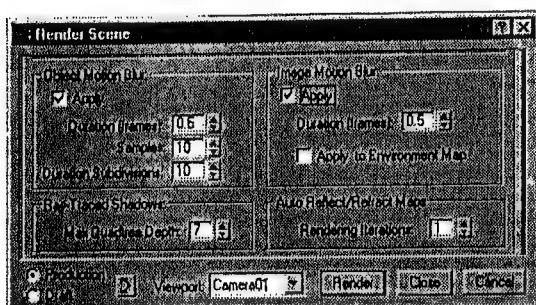 Render Scene
Object Motion Blur:
Apply
Duration (frames): 0.5
Samples: 10
Duration Subdivisions: 10
Image Motion Blur:
Apply
Duration (frames): 0.5
Apply to Environment Map
Ray-Traced Shadows:
Max Quadtree Depth: 7
Auto Reflect/Refract Maps
Rendering Iterations: 1
Production
Draft
Viewport: Camera01
Render
Close
Cancel